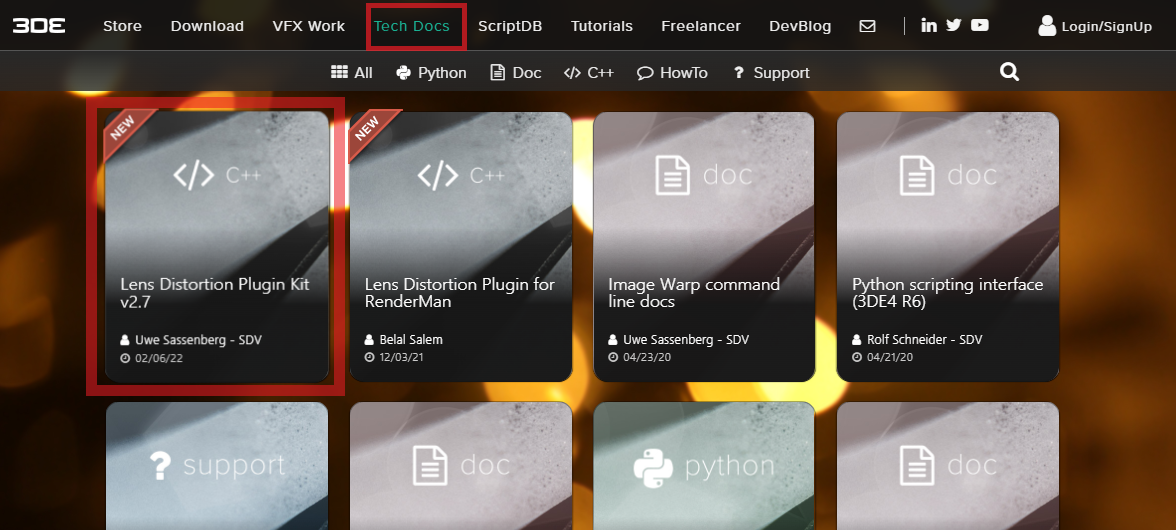 3DE Store Download VFX Work Tech Docs ScriptDB Tutorials Freelancer DevBlog Login/SignUp
All Python Doc C++ HowTo ? Support
NEW
</> C++
Lens Distortion Plugin Kit
v2.7
Uwe Sassenberg - SDV
02/06/22
NEW
</> C++
Lens Distortion Plugin for
RenderMan
Belal Salem
12/03/21
doc
Image Warp command
line docs
Uwe Sassenberg - SDV
04/23/20
doc
Python scripting interface
(3DE4 R6)
Rolf Schneider - SDV
04/21/20
? support
doc
python
doc